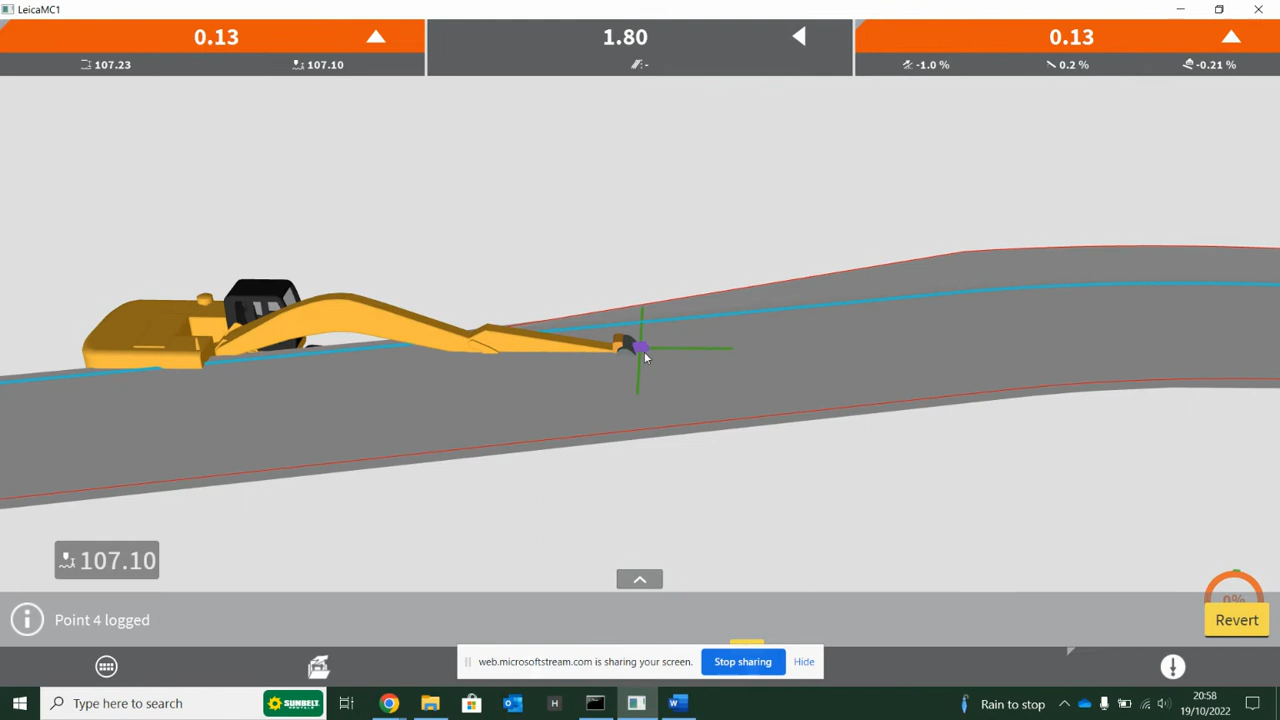 LeicaMC1
0.13
1.80
0.13
107.23
107.10
-
-1.0 %
0.2 %
-0.21 %
107.10
Point 4 logged
0%
Revert
web.microsoftstream.com is sharing your screen.
Stop sharing
Hide
Type here to search
SUNBELT
RENTALS
H
W
Rain to stop
20:58
19/10/2022